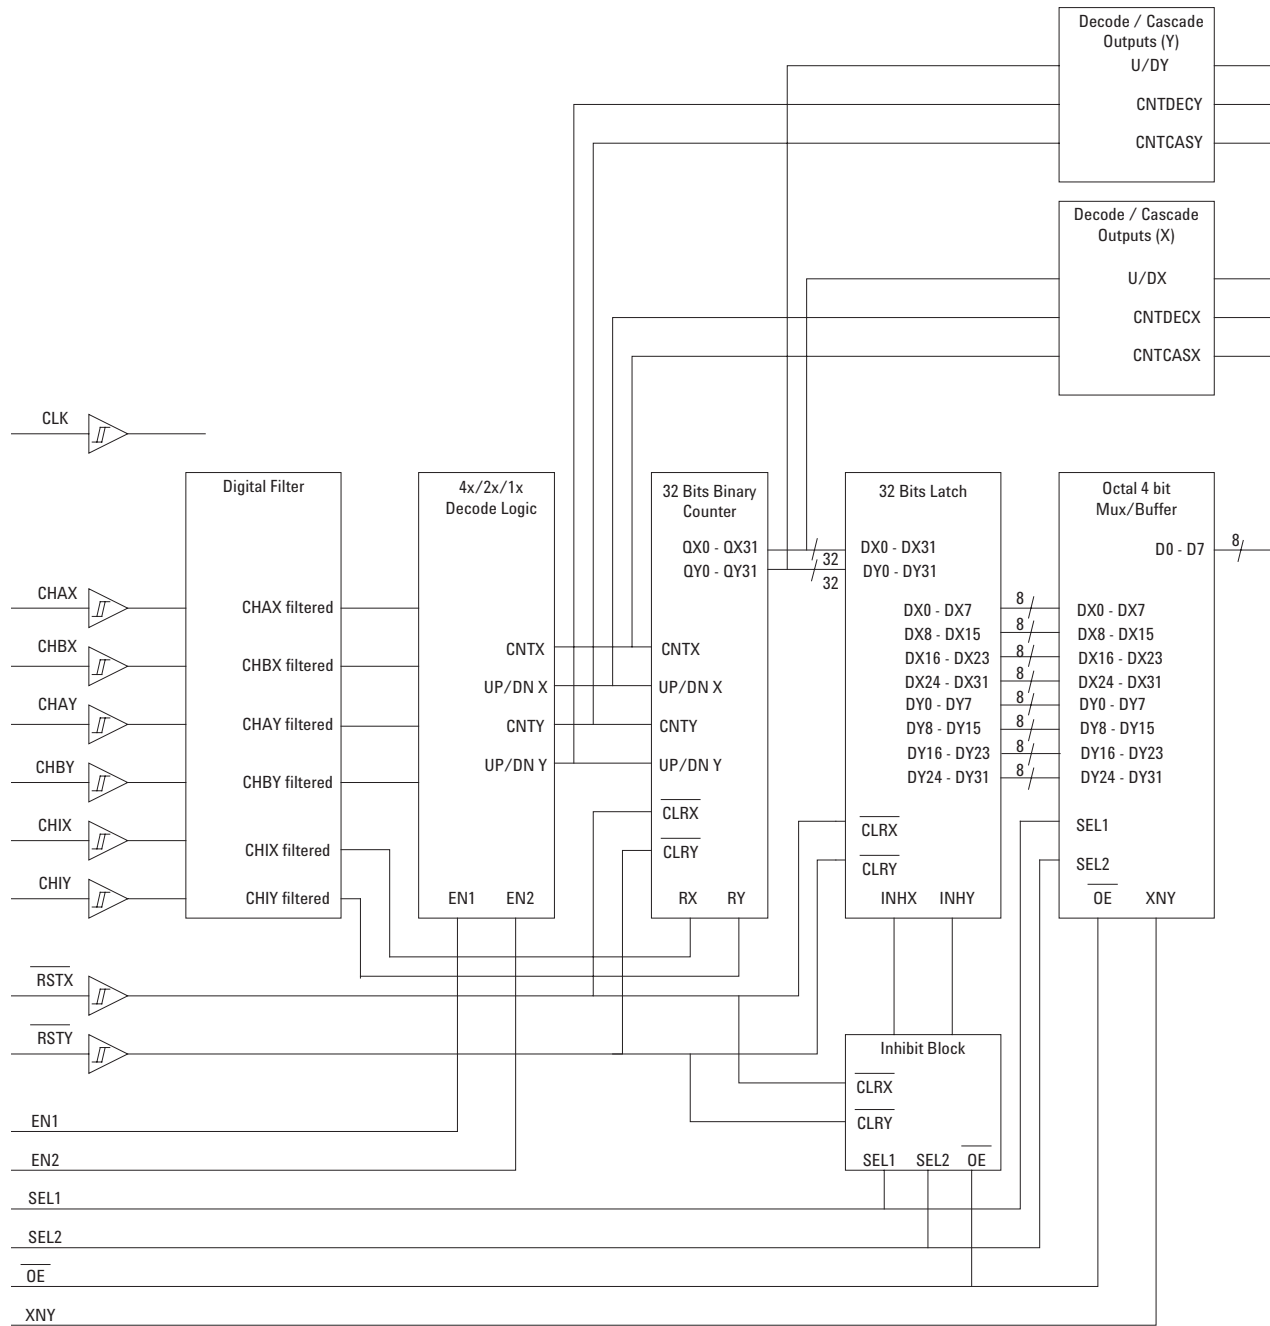 Decode / Cascade
Outputs (Y)
U/DY
CNTDECY
CNTCASY
Decode / Cascade
Outputs (X)
U/DX
CNTDECX
CNTCASX
CLK
Digital Filter
CHAX filtered
CHBX filtered
CHAY filtered
CHBY filtered
CHIX filtered
CHIY filtered
CHAX
CHBX
CHAY
CHBY
CHIX
CHIY
RSTX
RSTY
4x/2x/1x
Decode Logic
CNTX
UP/DN X
CNTY
UP/DN Y
EN1 EN2
32 Bits Binary
Counter
QX0 - QX31
QY0 - QY31
CNTX
UP/DN X
CNTY
UP/DN Y
CLRX
CLRY
RX RY
32
32
32 Bits Latch
DX0 - DX31
DY0 - DY31
DX0 - DX7
DX8 - DX15
DX16 - DX23
DX24 - DX31
DY0 - DY7
DY8 - DY15
DY16 - DY23
DY24 - DY31
CLRX
CLRY
INHX INHY
8
8
8
8
8
8
8
8
Octal 4 bit
Mux/Buffer
D0 - D7
8
DX0 - DX7
DX8 - DX15
DX16 - DX23
DX24 - DX31
DY0 - DY7
DY8 - DY15
DY16 - DY23
DY24 - DY31
SEL1
SEL2
OE XNY
Inhibit Block
CLRX
CLRY
SEL1 SEL2 OE
EN1
EN2
SEL1
SEL2
OE
XNY